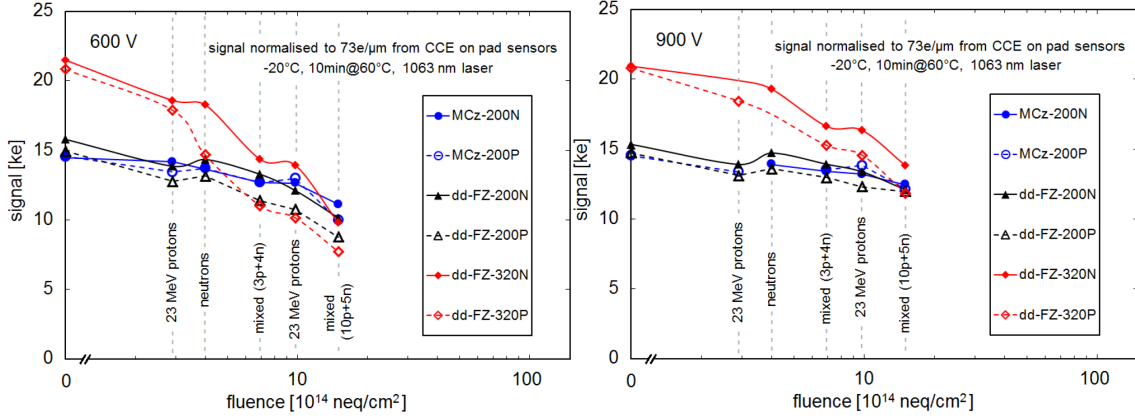 600 V
signal normalised to 73e/µm from CCE on pad sensors
-20°C, 10min@60°C, 1063 nm laser
25
20
15
10
5
0
signal [ke]
MCz-200N
MCz-200P
dd-FZ-200N
dd-FZ-200P
dd-FZ-320N
dd-FZ-320P
23 MeV protons
neutrons
mixed (3p+4n)
23 MeV protons
mixed
(10p+5n)
0
10
100
fluence [10¹⁴ neq/cm²]
900 V
signal normalised to 73e/µm from CCE on pad sensors
-20°C, 10min@60°C, 1063 nm laser
25
20
15
10
5
0
signal [ke]
MCz-200N
MCz-200P
dd-FZ-200N
dd-FZ-200P
dd-FZ-320N
dd-FZ-320P
23 MeV protons
neutrons
mixed (3p+4n)
23 MeV protons
mixed (10p+5n)
0
10
100
fluence [10¹⁴ neq/cm²]